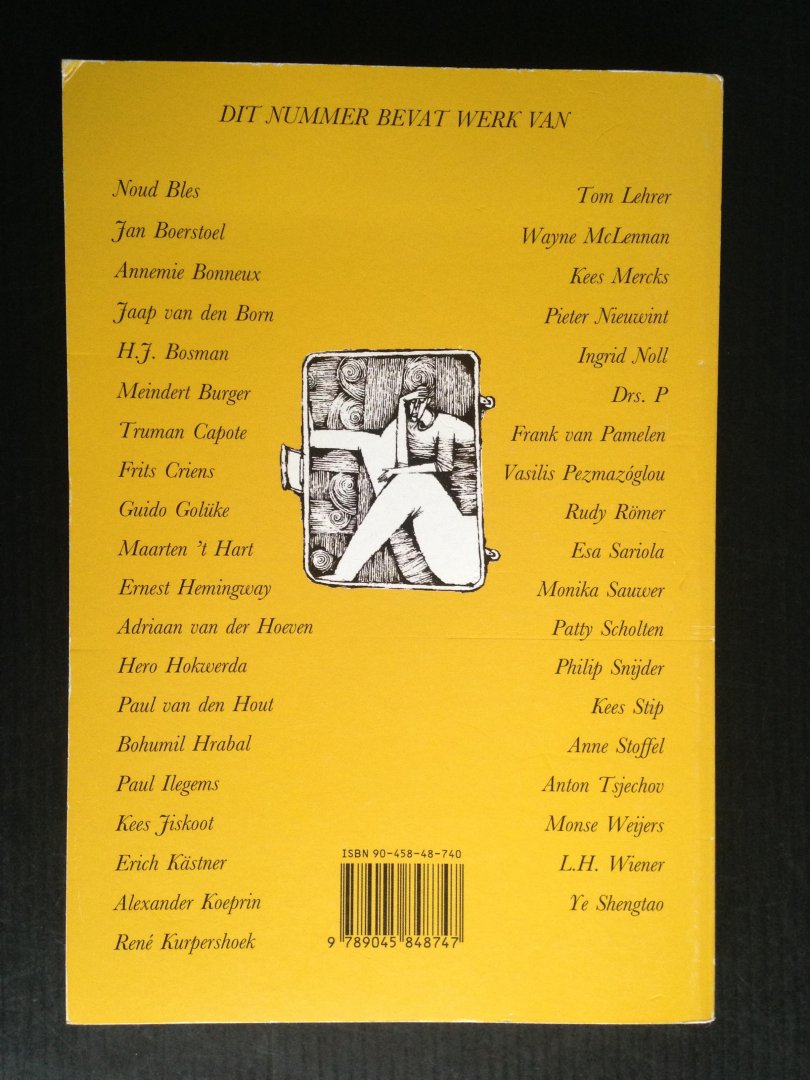 DIT NUMMER BEVAT WERK VAN
Noud Bles
Jan Boerstoel
Annemie Bonneux
Jaap van den Born
H.J. Bosman
Meindert Burger
Truman Capote
Frits Criens
Guido Golüke
Maarten 't Hart
Ernest Hemingway
Adriaan van der Hoeven
Hero Hokwerda
Paul van den Hout
Bohumil Hrabal
Paul Ilegems
Kees Jiskoot
Erich Kästner
Alexander Koeprin
René Kurpershoek
Tom Lehrer
Wayne McLennan
Kees Mercks
Pieter Nieuwint
Ingrid Noll
Drs. P
Frank van Pamelen
Vasilis Pezmazóglou
Rudy Römer
Esa Sariola
Monika Sauwer
Patty Scholten
Philip Snijder
Kees Stip
Anne Stoffel
Anton Tsjechov
Monse Weijers
L.H. Wiener
Ye Shengtao
ISBN 90-458-48-740
9 789045 848747